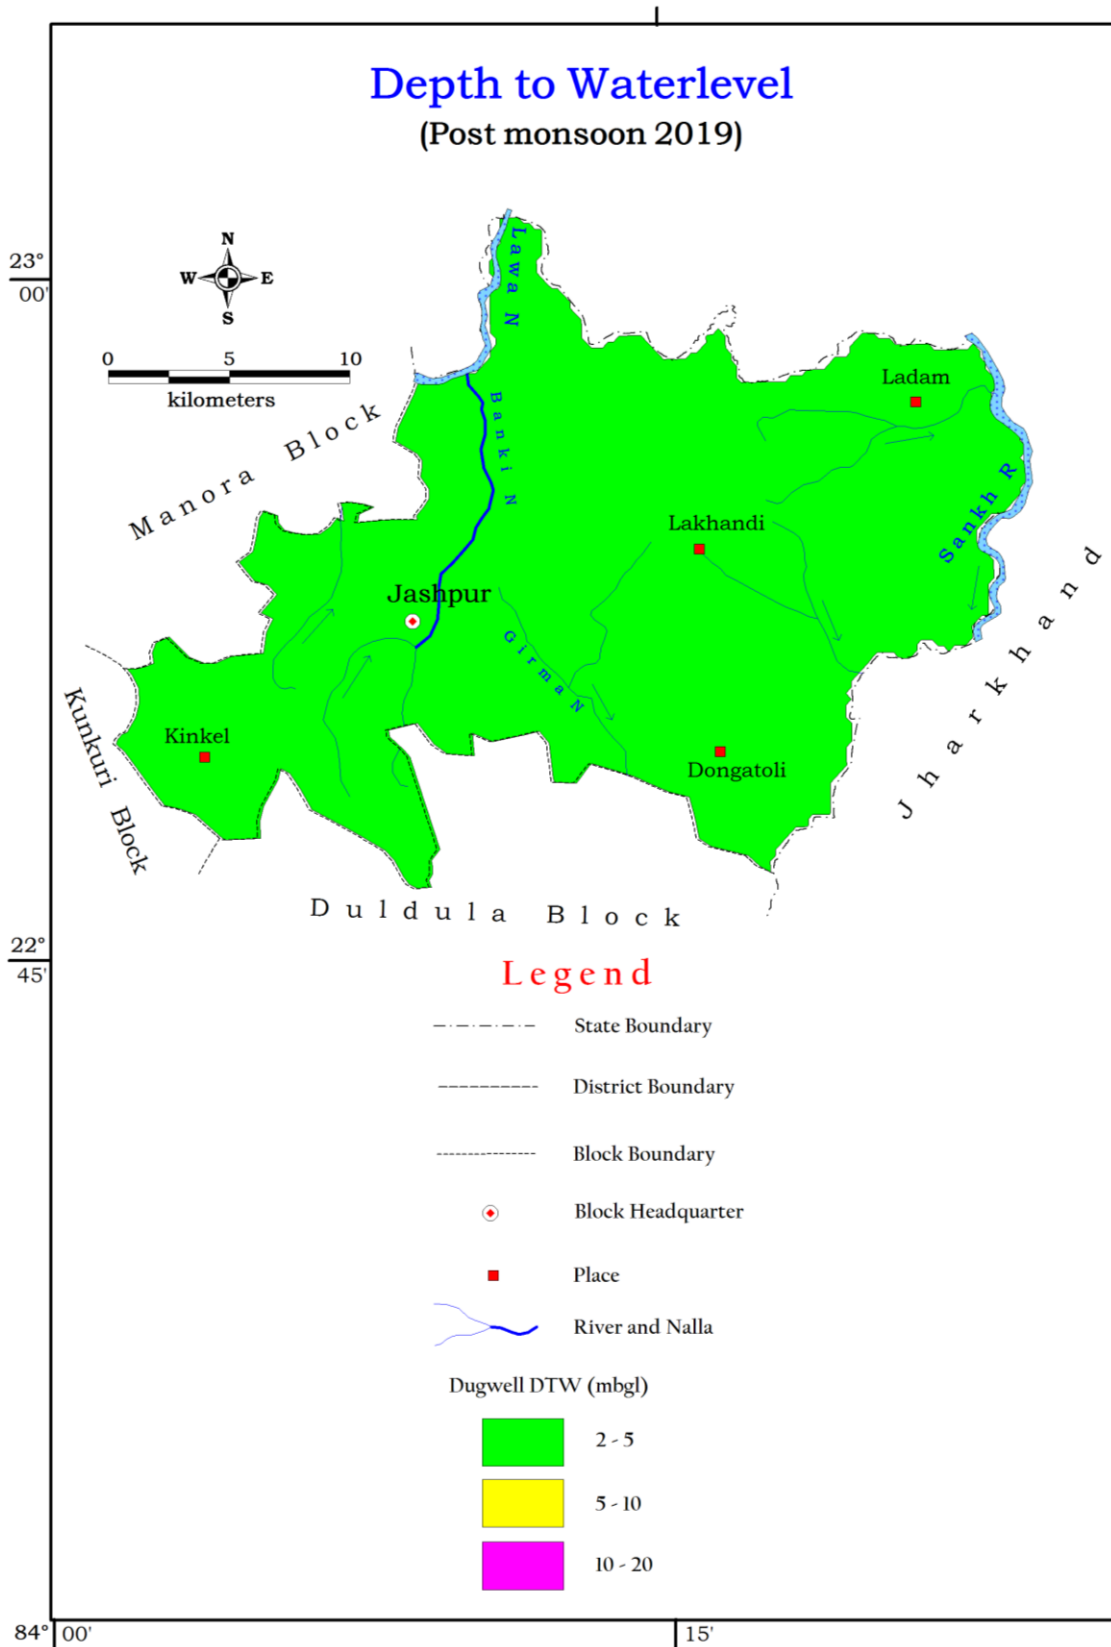 Depth to Waterlevel
(Post monsoon 2019)
23°
00'
N
W E
S
0 5 10
kilometers
Manora Block
Lawa N
Banki N
Ladam
Sankh R
Lakhandi
Jashpur
Girma N
Kinkel
Dongatoli
Kunkuri Block
Jharkhand
Duldula Block
22°
45'
Legend
State Boundary
District Boundary
Block Boundary
Block Headquarter
Place
River and Nalla
Dugwell DTW (mbgl)
2 - 5
5 - 10
10 - 20
84° 00' 15'